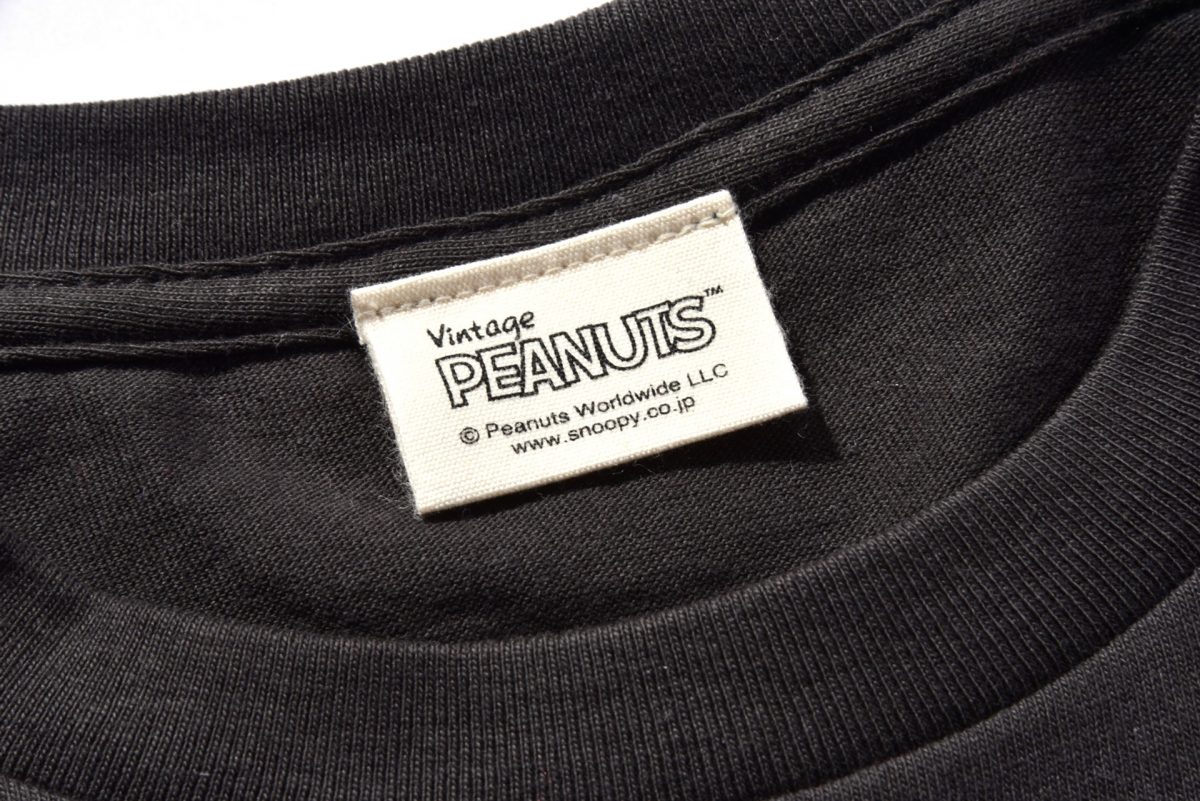 Vintage
PEANUTS™
© Peanuts Worldwide LLC
www.snoopy.co.jp